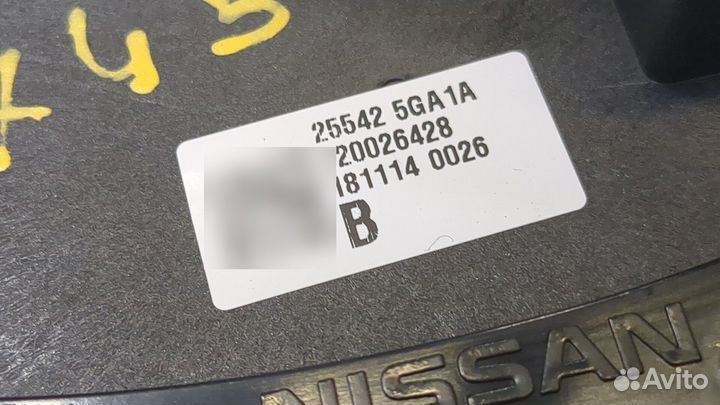 25542 5GA1A
20026428
181114 0026
B
NISSAN
Avito